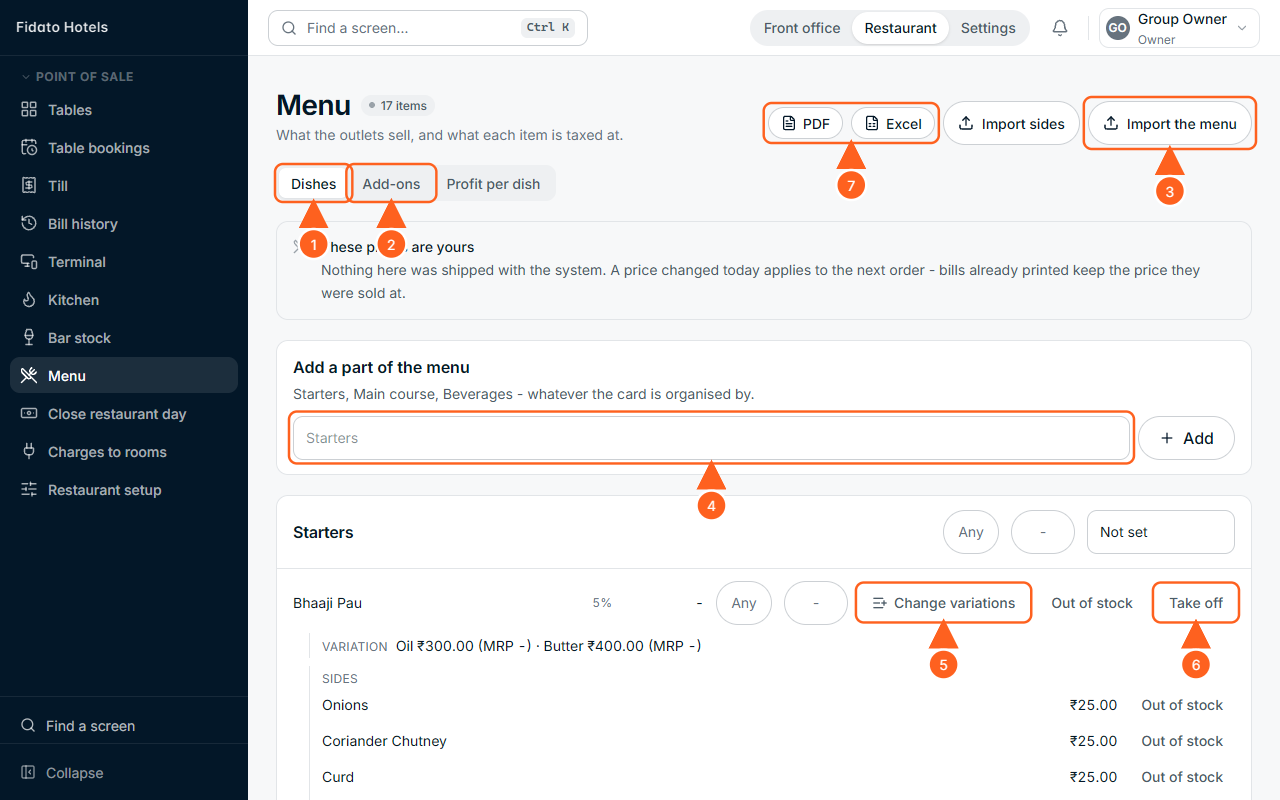 Fidato Hotels
Find a screen...
Ctrl K
Front office
Restaurant
Settings
GO
Group Owner
Owner
POINT OF SALE
Tables
Table bookings
Till
Bill history
Terminal
Kitchen
Bar stock
Menu
Close restaurant day
Charges to rooms
Restaurant setup
Find a screen
Collapse
Menu
17 items
What the outlets sell, and what each item is taxed at.
PDF
Excel
Import sides
Import the menu
7
3
Dishes
Add-ons
Profit per dish
1
2
are yours
Nothing here was shipped with the system. A price changed today applies to the next order - bills already printed keep the price they
were sold at.
Add a part of the menu
Starters, Main course, Beverages - whatever the card is organised by.
Starters
Add
4
Starters
Any
-
Not set
Bhaaji Pau
5%
-
Any
-
Change variations
Out of stock
Take off
5
6
VARIATION Oil ₹300.00 (MRP -) · Butter ₹400.00 (MRP -)
SIDES
Onions
₹25.00
Out of stock
Coriander Chutney
₹25.00
Out of stock
Curd
₹25.00
Out of stock